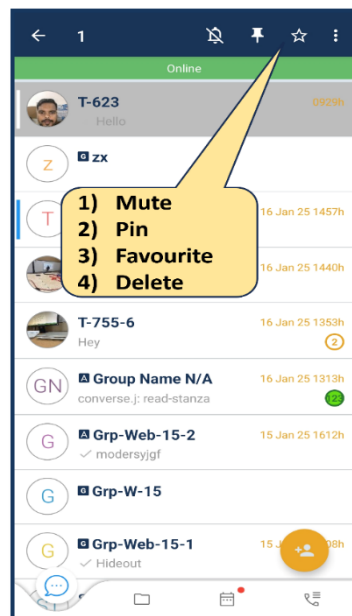 1
Online
T-623
0929h
Hello
Z
G zx
1) Mute
2) Pin
3) Favourite
4) Delete
T
16 Jan 25 1457h
16 Jan 25 1440h
T-755-6
16 Jan 25 1353h
Hey
2
GN
A Group Name N/A
16 Jan 25 1313h
converse.j: read-stanza
123
G
A Grp-Web-15-2
15 Jan 25 1612h
✓ modersyjgf
G
G Grp-W-15
G
G Grp-Web-15-1
✓ Hideout